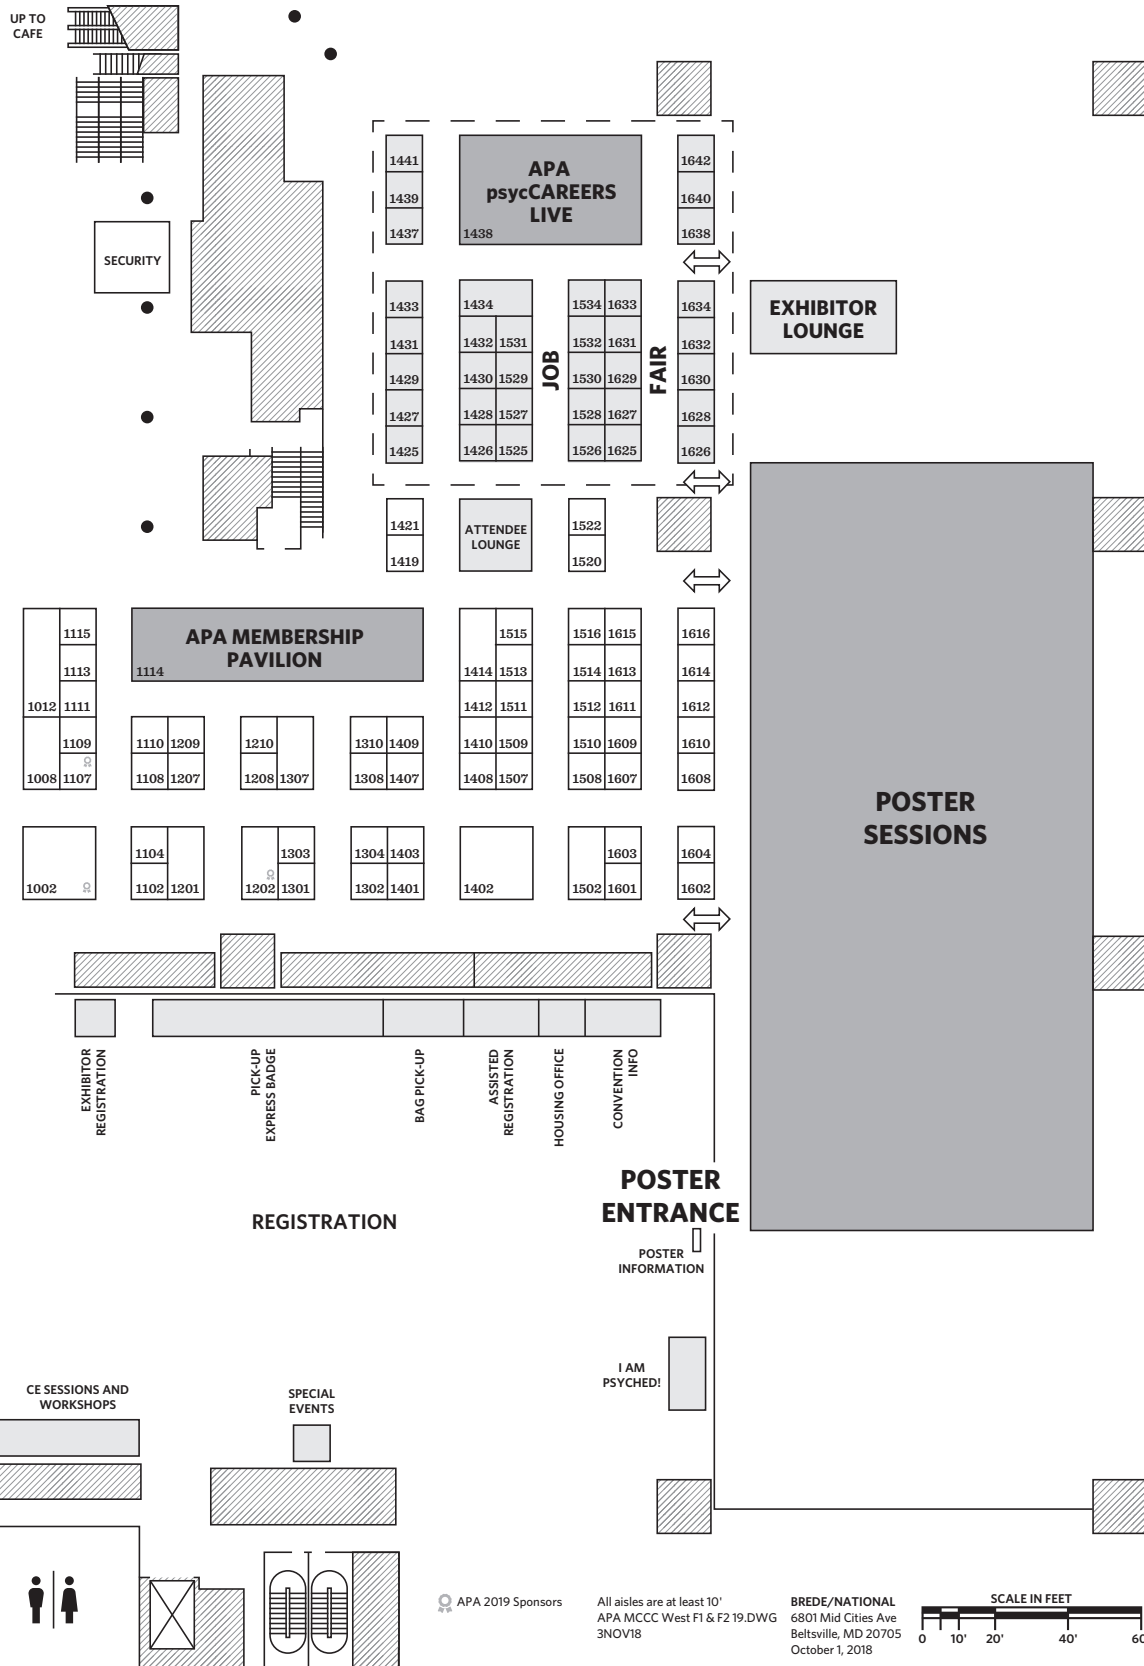 UP TO
CAFE
SECURITY
1441
1439
1437
APA
psycCAREERS
LIVE
1438
1642
1640
1638
1433
1431
1429
1427
1425
1434
1432 1531
1430 1529
1428 1527
1426 1525
JOB
1534 1633
1532 1631
1530 1629
1528 1627
1526 1625
FAIR
1634
1632
1630
1628
1626
EXHIBITOR
LOUNGE
1421
1419
ATTENDEE
LOUNGE
1522
1520
1115
1113
1012 1111
1109
1008 1107
APA MEMBERSHIP
PAVILION
1114
1110 1209
1108 1207
1210
1208 1307
1310 1409
1308 1407
1515
1414 1513
1412 1511
1410 1509
1408 1507
1516 1615
1514 1613
1512 1611
1510 1609
1508 1607
1616
1614
1612
1610
1608
POSTER
SESSIONS
1002
1104
1102 1201
1303
1202 1301
1304 1403
1302 1401
1402
1603
1502 1601
1604
1602
EXHIBITOR
REGISTRATION
PICK-UP
EXPRESS BADGE
BAG PICK-UP
ASSISTED
REGISTRATION
HOUSING OFFICE
CONVENTION
INFO
POSTER
ENTRANCE
REGISTRATION
POSTER
INFORMATION
I AM
PSYCHED!
CE SESSIONS AND
WORKSHOPS
SPECIAL
EVENTS
APA 2019 Sponsors
All aisles are at least 10'
APA MCCC West F1 & F2 19.DWG
3NOV18
BREDE/NATIONAL
6801 Mid Cities Ave
Beltsville, MD 20705
October 1, 2018
SCALE IN FEET
0 10' 20' 40' 60